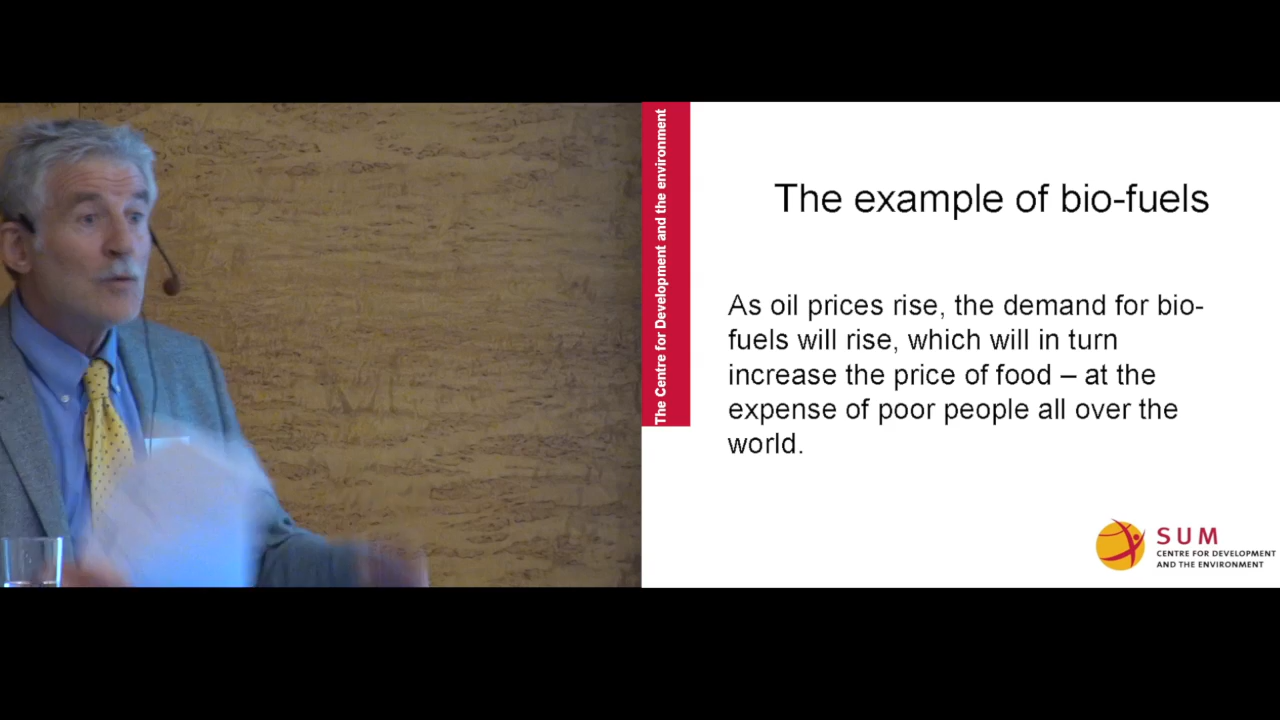 The Centre for Development and the environment
The example of bio-fuels
As oil prices rise, the demand for bio-
fuels will rise, which will in turn
increase the price of food – at the
expense of poor people all over the
world.
SUM
CENTRE FOR DEVELOPMENT
AND THE ENVIRONMENT